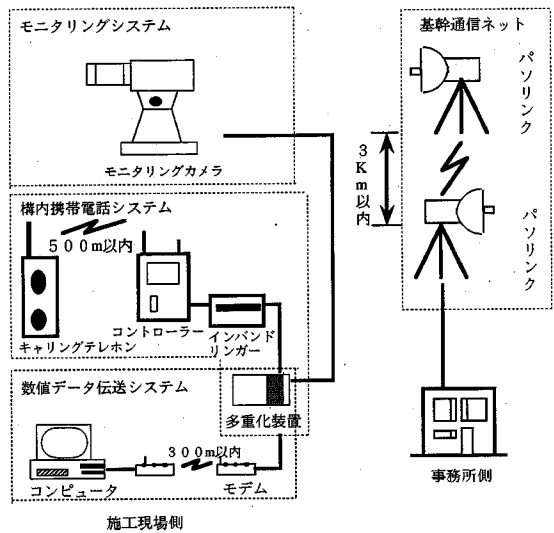 モニタリングシステム
モニタリングカメラ
構内携帯電話システム
500m以内
キャリングテレホン
コントローラー
インバンド
リンガー
数値データ伝送システム
多重化装置
300m以内
コンピュータ
モデム
施工現場側
基幹通信ネット
パソリンク
3Km以内
パソリンク
事務所側